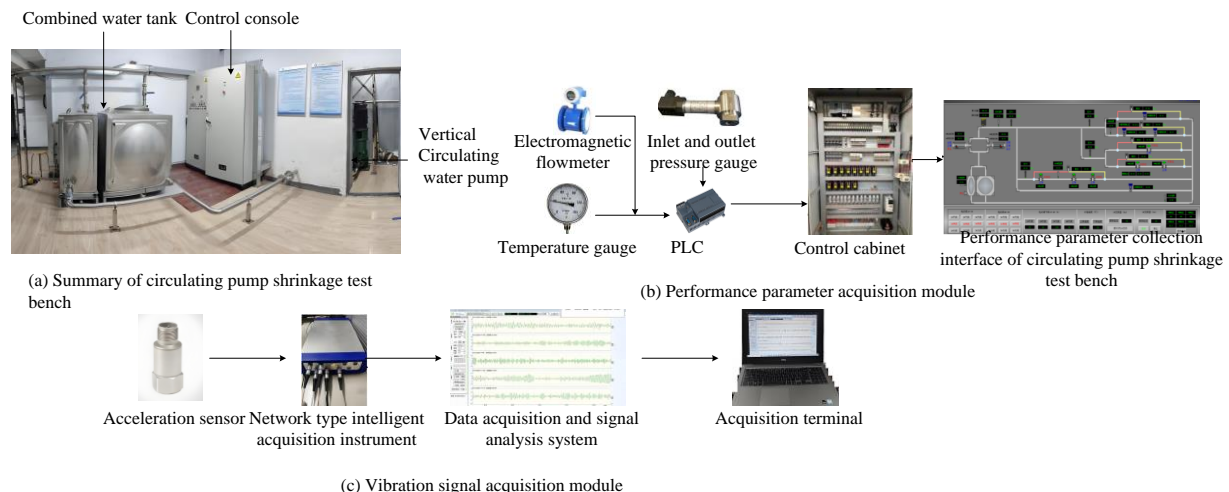 Combined water tank
Control console
Vertical
Circulating
water pump
(a) Summary of circulating pump shrinkage test
bench
Electromagnetic
flowmeter
Inlet and outlet
pressure gauge
Temperature gauge
PLC
Control cabinet
Performance parameter collection
interface of circulating pump shrinkage
test bench
(b) Performance parameter acquisition module
Acceleration sensor
Network type intelligent
acquisition instrument
Data acquisition and signal
analysis system
Acquisition terminal
(c) Vibration signal acquisition module